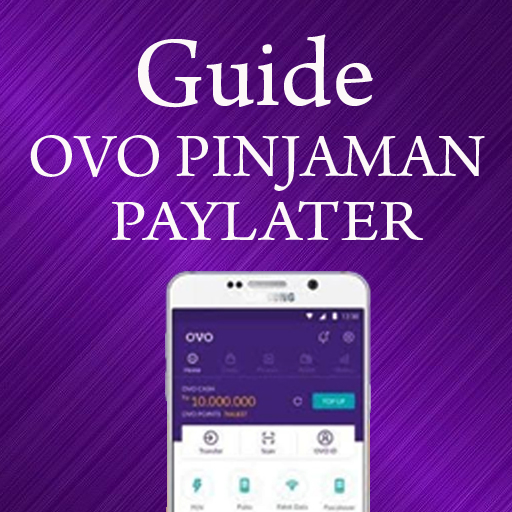 Guide
OVO PINJAMAN
PAYLATER
OVO
Home
OVO CASH
Rp 10.000.000
TOP UP
OVO POINTS
Transfer
Scan
OVO ID
PLN
Pulsa
Paket Data